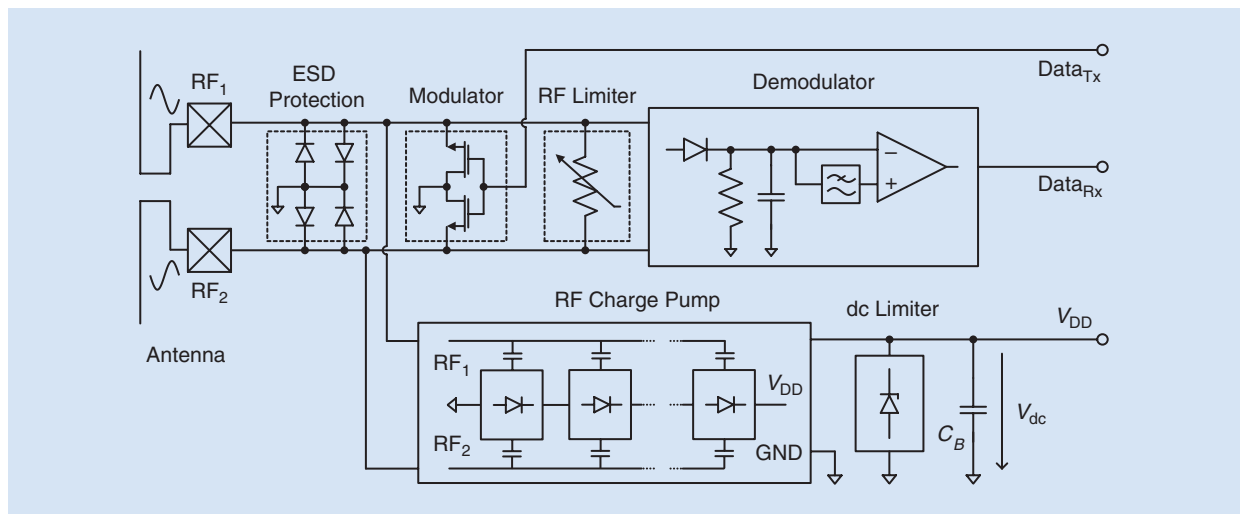 RF1
ESD
Protection
Modulator
RF Limiter
Demodulator
DataTx
−
+
DataRx
RF2
Antenna
RF Charge Pump
dc Limiter
VDD
RF1
VDD
RF2
GND
CB
Vdc